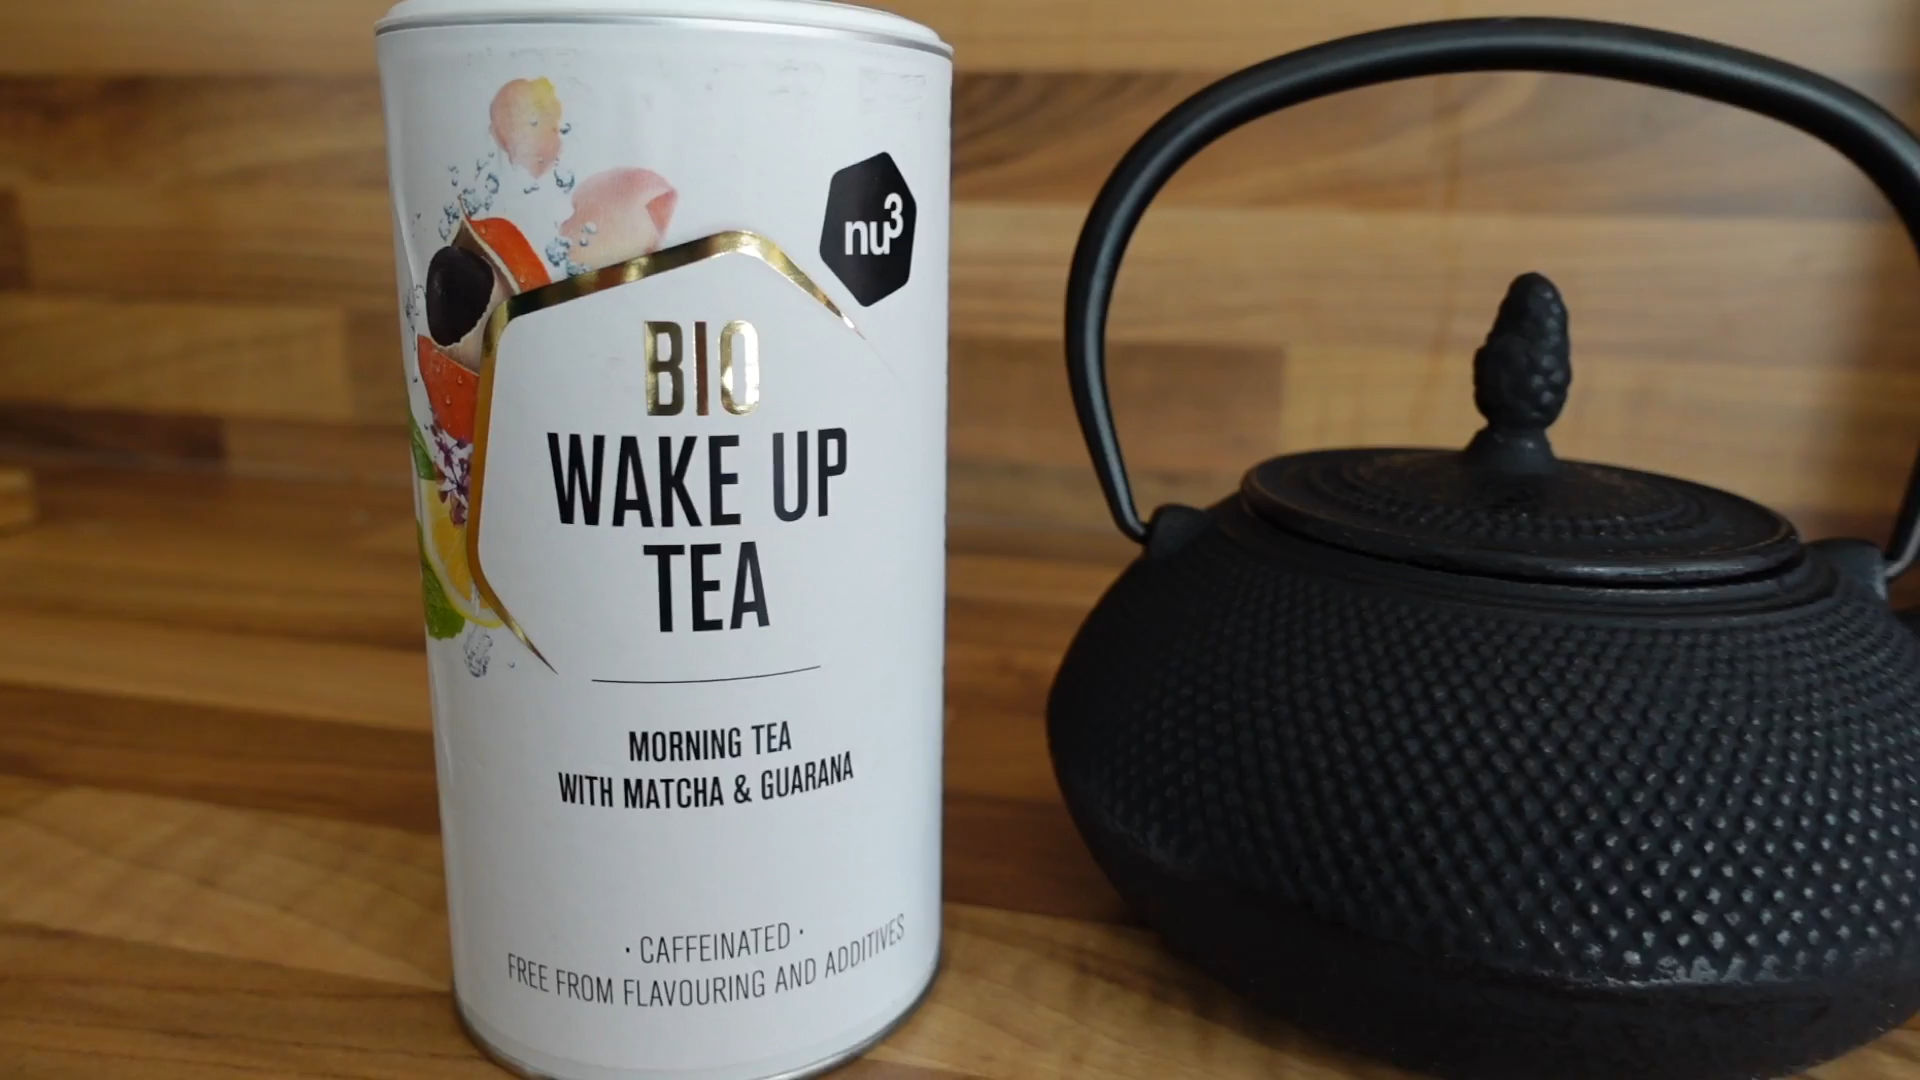 nu3
BIO
WAKE UP
TEA
MORNING TEA
WITH MATCHA & GUARANA
· CAFFEINATED ·
FREE FROM FLAVOURING AND ADDITIVES